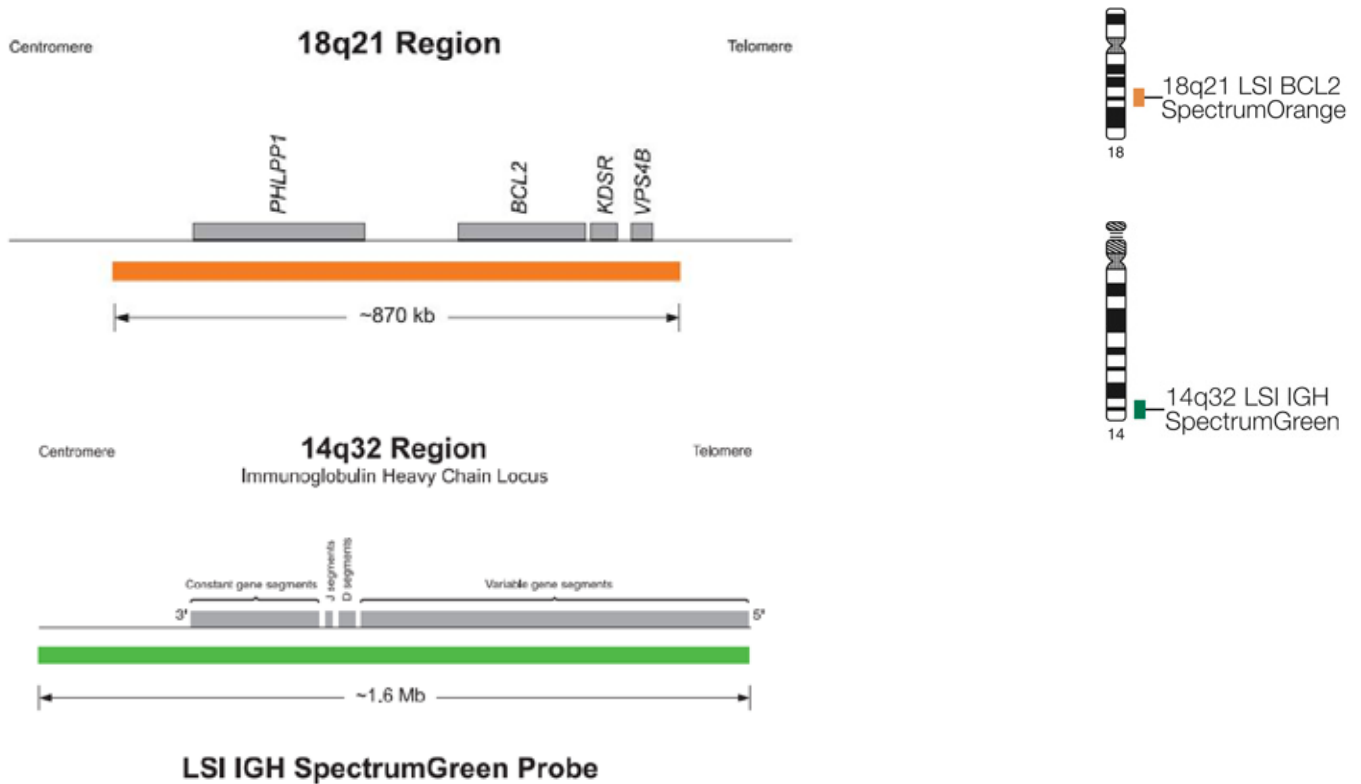 Centromere
18q21 Region
Telomere
PHLPP1
BCL2
KDSR
VPS4B
~870 kb
18q21 LSI BCL2
SpectrumOrange
18
14q32 LSI IGH
SpectrumGreen
14
Centromere
14q32 Region
Telomere
Immunoglobulin Heavy Chain Locus
Constant gene segments
J segments
D segments
Variable gene segments
3'
5'
~1.6 Mb
LSI IGH SpectrumGreen Probe